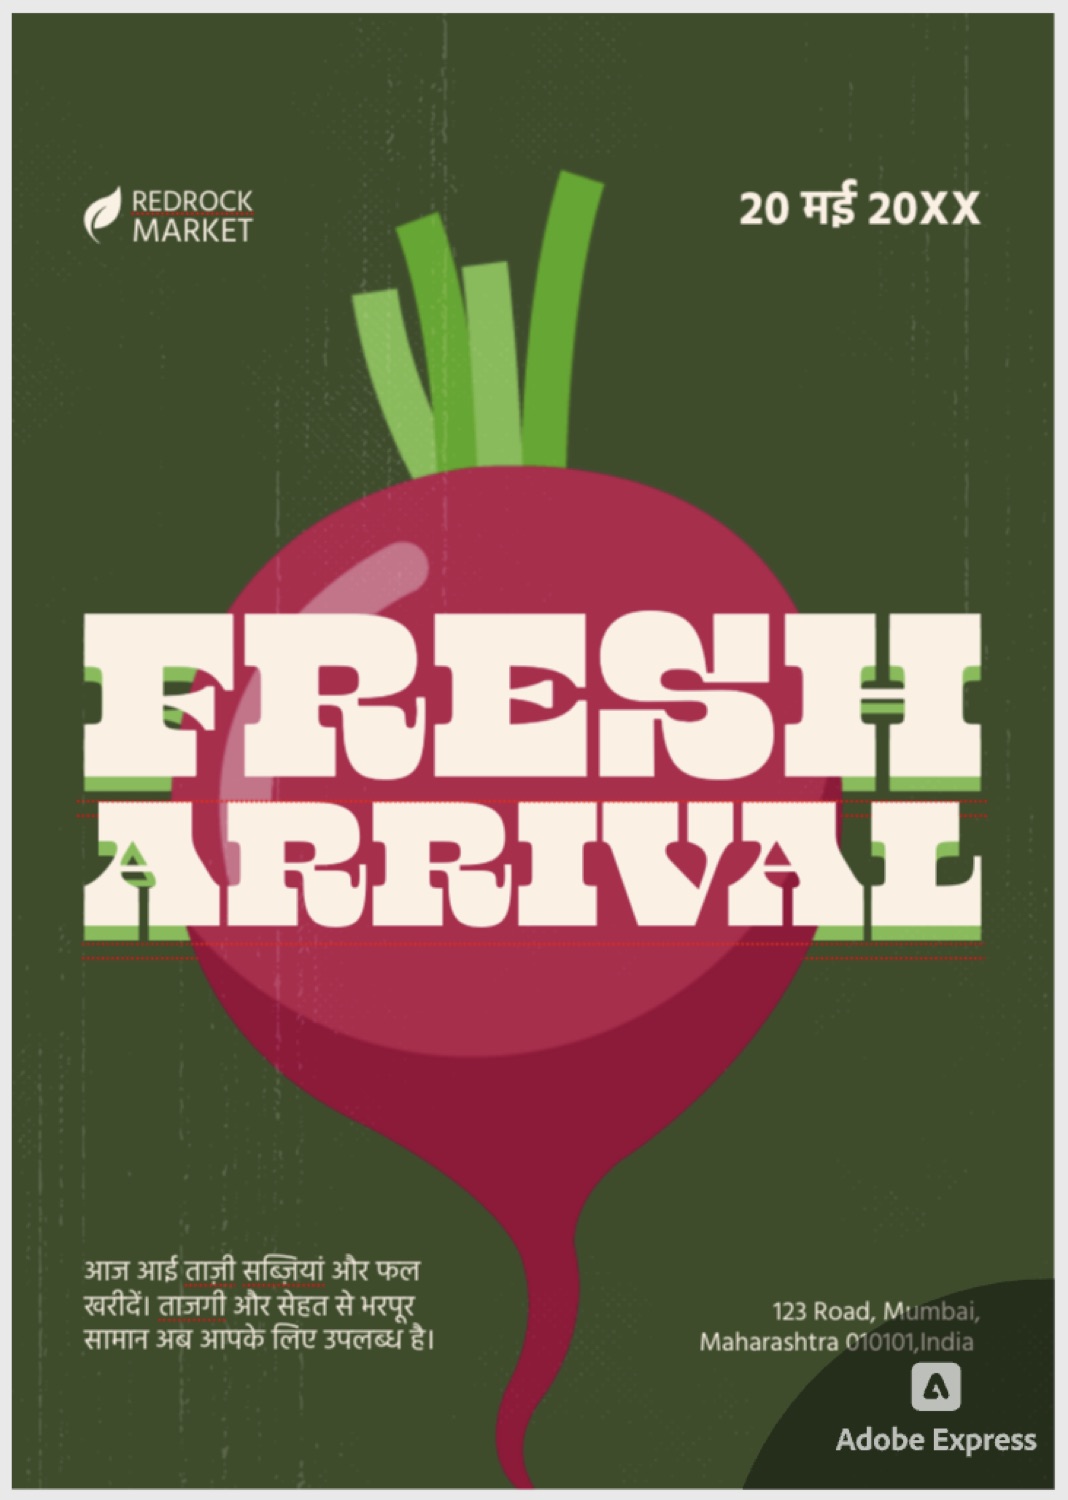 REDROCK
MARKET
20 मई 20XX
FRESH
ARRIVAL
आज आई ताज़ी सब्ज़ियां और फल
खरीदें। ताजगी और सेहत से भरपूर
सामान अब आपके लिए उपलब्ध है।
123 Road, Mumbai,
Maharashtra 010101,India
Adobe Express